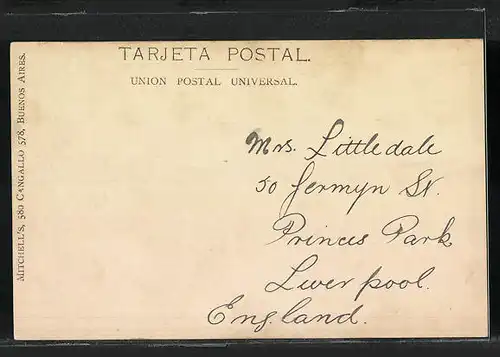 TARJETA POSTAL.
UNION POSTAL UNIVERSAL.
MITCHELL'S, 580 CANGALLO 578, BUENOS AIRES.
Mrs. Littledale
50 Jermyn St.
Princes Park
Liverpool.
England.